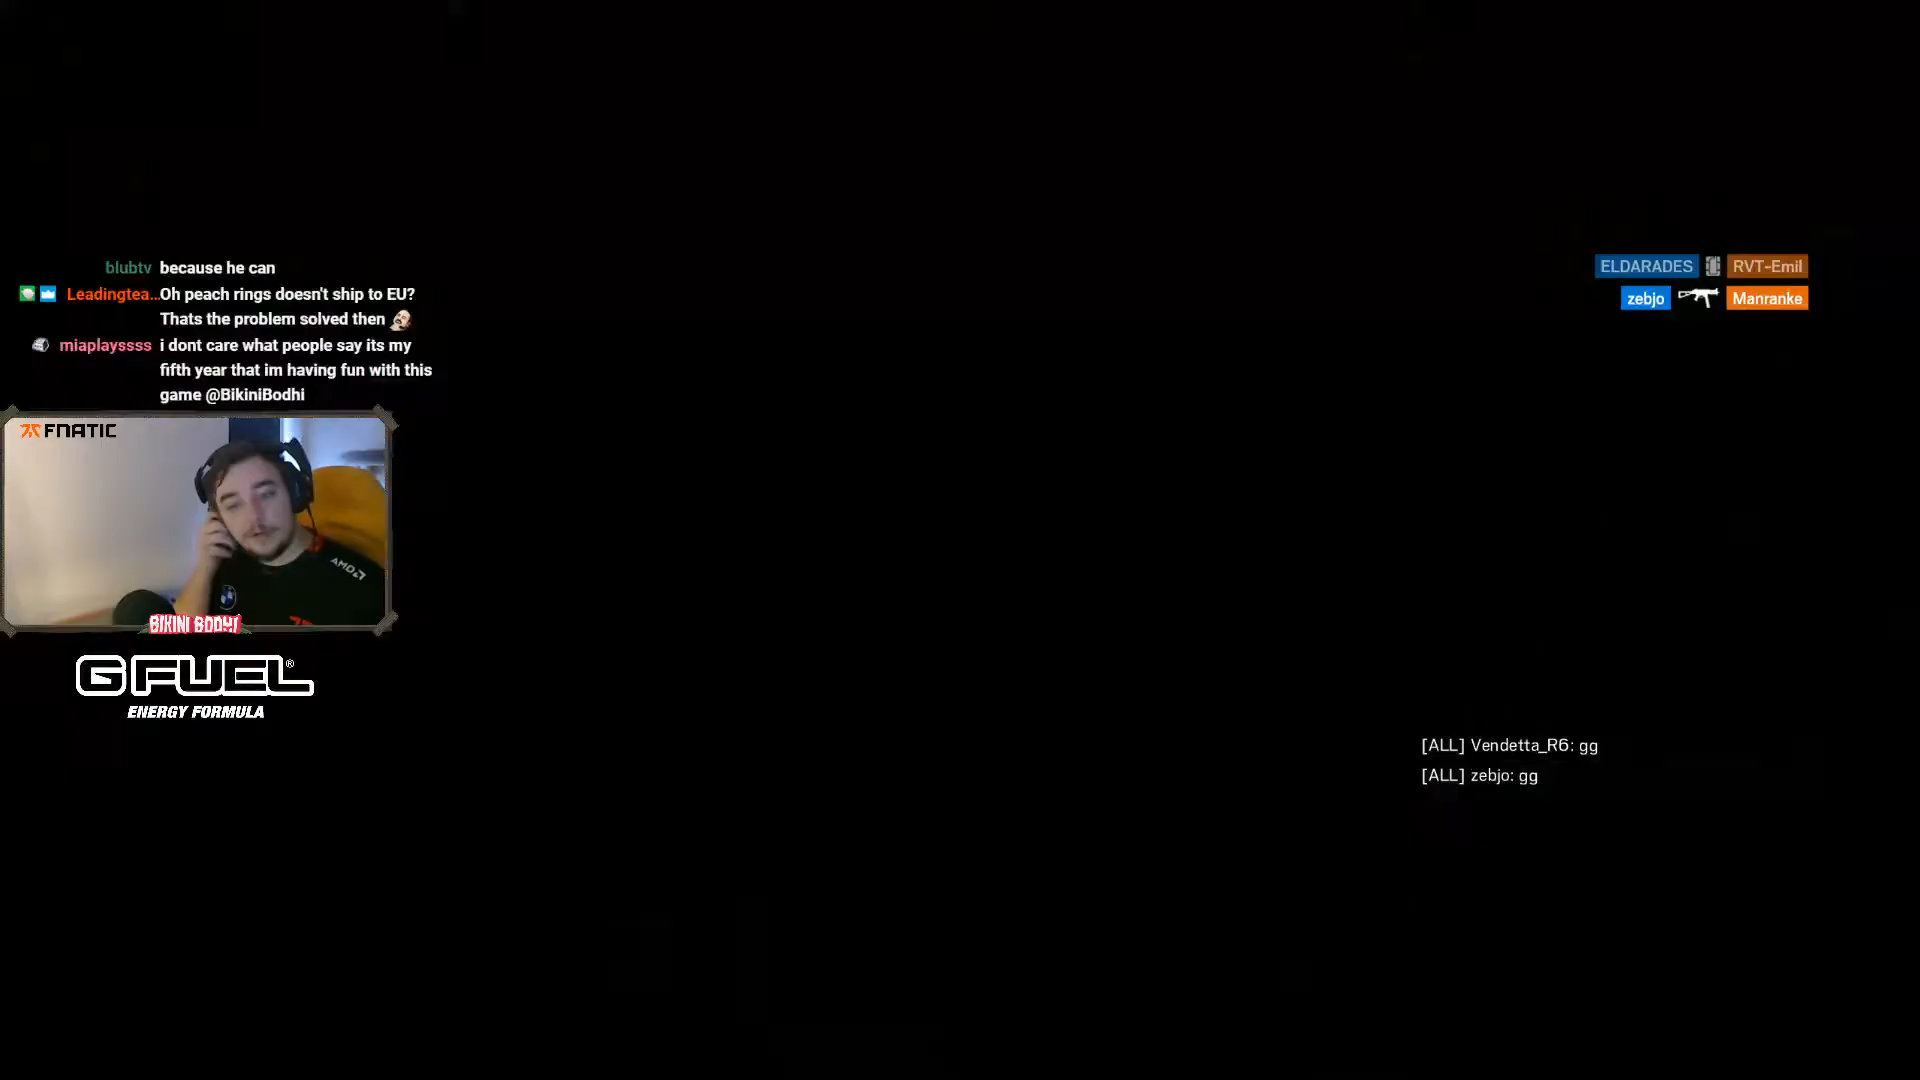 blubtv because he can
Leadingtea... Oh peach rings doesn't ship to EU?
Thats the problem solved then
miaplayssss i dont care what people say its my
fifth year that im having fun with this
game @BikiniBodhi
FNATIC
AMD
BIKINI BODHI
G FUEL®
ENERGY FORMULA
ELDARADES RVT-Emil
zebjo Manranke
[ALL] Vendetta_R6: gg
[ALL] zebjo: gg